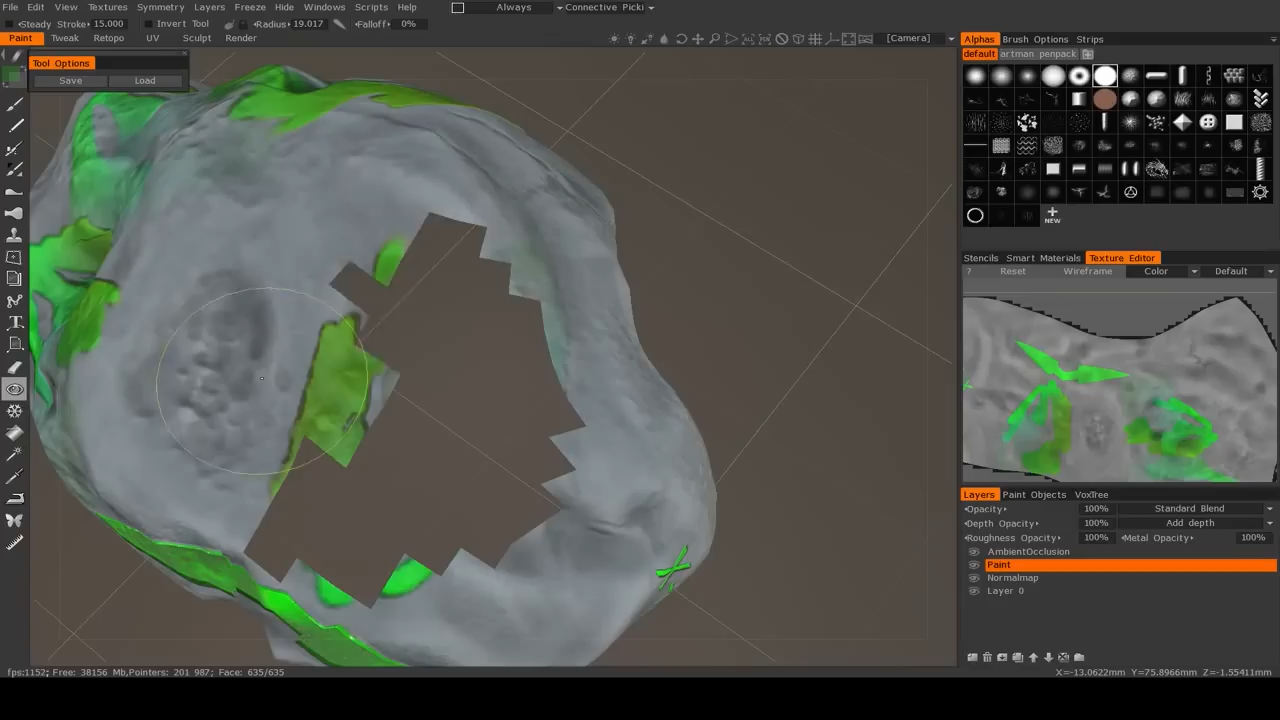 File Edit View Textures Symmetry Layers Freeze Hide Windows Scripts Help Always Connective Picki
Steady Stroke 15.000 Invert Tool Radius 19.017 Falloff 0%
Paint Tweak Retopo UV Sculpt Render [Camera]
Alphas Brush Options Strips
default artman penpack
Tool Options
Save Load
NEW
Stencils Smart Materials Texture Editor
? Reset Wireframe Color Default
Layers Paint Objects VoxTree
Opacity 100% Standard Blend
Depth Opacity 100% Add depth
Roughness Opacity 100% Metal Opacity 100%
AmbientOcclusion
Paint
Normalmap
Layer 0
fps:1152; Free: 38156 Mb,Pointers: 201 987; Face: 635/635 X=-13.0622mm Y=75.8966mm Z=-1.55411mm